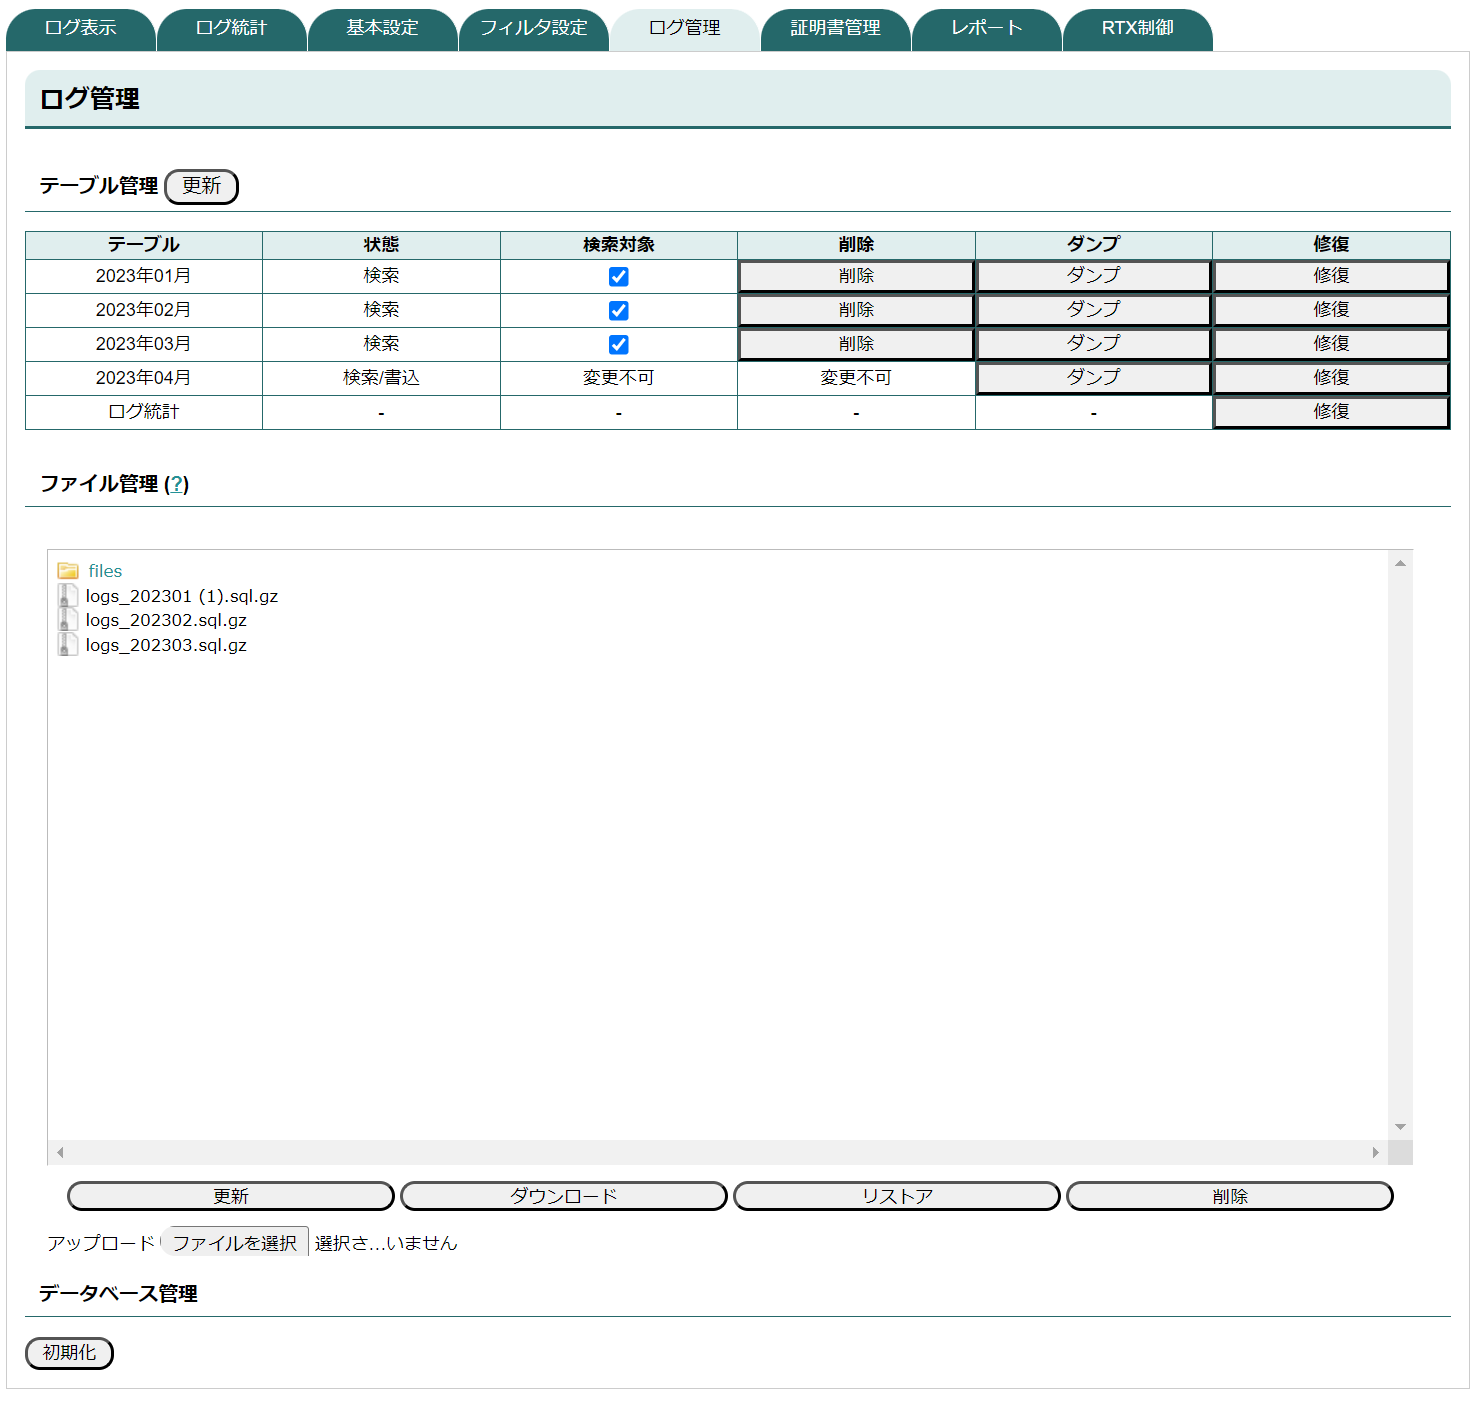 ログ表示 ログ統計 基本設定 フィルタ設定 ログ管理 証明書管理 レポート RTX制御
ログ管理
テーブル管理 更新
テーブル 状態 検索対象 削除 ダンプ 修復
2023年01月 検索 削除 ダンプ 修復
2023年02月 検索 削除 ダンプ 修復
2023年03月 検索 削除 ダンプ 修復
2023年04月 検索/書込 変更不可 変更不可 ダンプ 修復
ログ統計 - - - - 修復
ファイル管理 (?)
files
logs_202301 (1).sql.gz
logs_202302.sql.gz
logs_202303.sql.gz
更新 ダウンロード リストア 削除
アップロード ファイルを選択 選択さ...いません
データベース管理
初期化